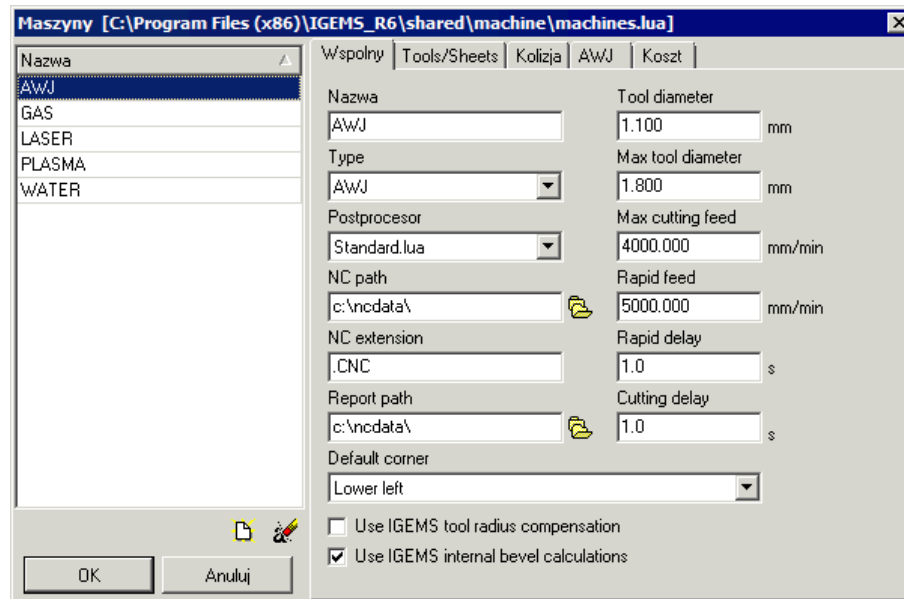 Maszyny [C:\Program Files (x86)\IGEMS_R6\shared\machine\machines.lua]
Nazwa
AWJ
GAS
LASER
PLASMA
WATER
OK Anuluj
Wspolny Tools/Sheets Kolizja AWJ Koszt
Nazwa Tool diameter
AWJ 1.100 mm
Type Max tool diameter
AWJ 1.800 mm
Postprocesor Max cutting feed
Standard.lua 4000.000 mm/min
NC path Rapid feed
c:\ncdata\ 5000.000 mm/min
NC extension Rapid delay
.CNC 1.0 s
Report path Cutting delay
c:\ncdata\ 1.0 s
Default corner
Lower left
Use IGEMS tool radius compensation
Use IGEMS internal bevel calculations